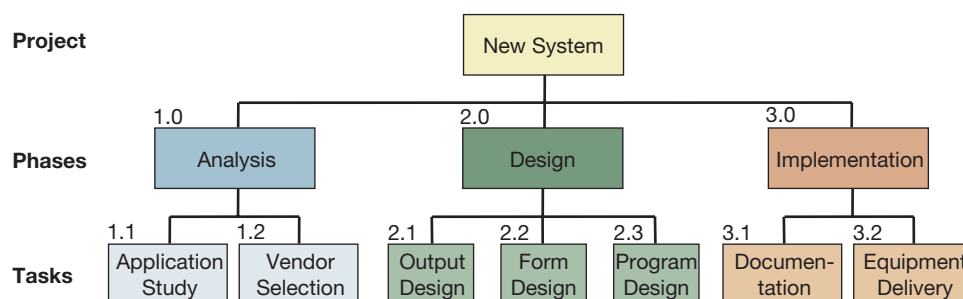 Project
New System
1.0
2.0
3.0
Phases
Analysis
Design
Implementation
1.1
1.2
2.1
2.2
2.3
3.1
3.2
Tasks
Application
Study
Vendor
Selection
Output
Design
Form
Design
Program
Design
Documen-
tation
Equipment
Delivery